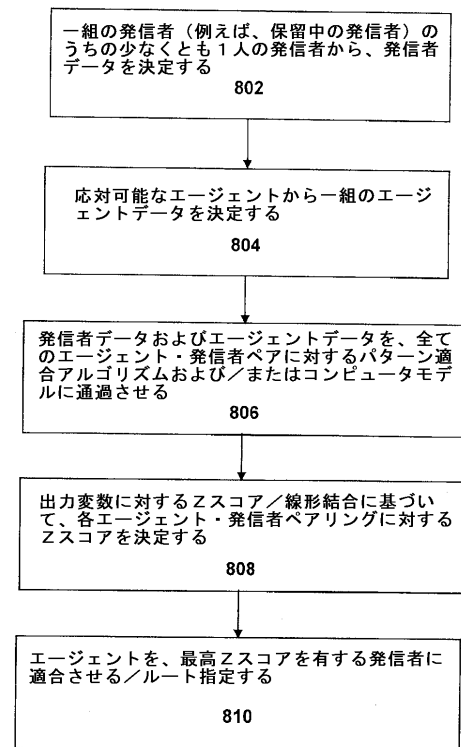 一組の発信者（例えば、保留中の発信者）の
うちの少なくとも１人の発信者から、発信者
データを決定する
802
応対可能なエージェントから一組のエージ
ェントデータを決定する
804
発信者データおよびエージェントデータを、全て
のエージェント・発信者ペアに対するパターン適
合アルゴリズムおよび／またはコンピュータモデ
ルに通過させる
806
出力変数に対するＺスコア／線形結合に基づい
て、各エージェント・発信者ペアリングに対する
Ｚスコアを決定する
808
エージェントを、最高Ｚスコアを有する発信者に
適合させる／ルート指定する
810